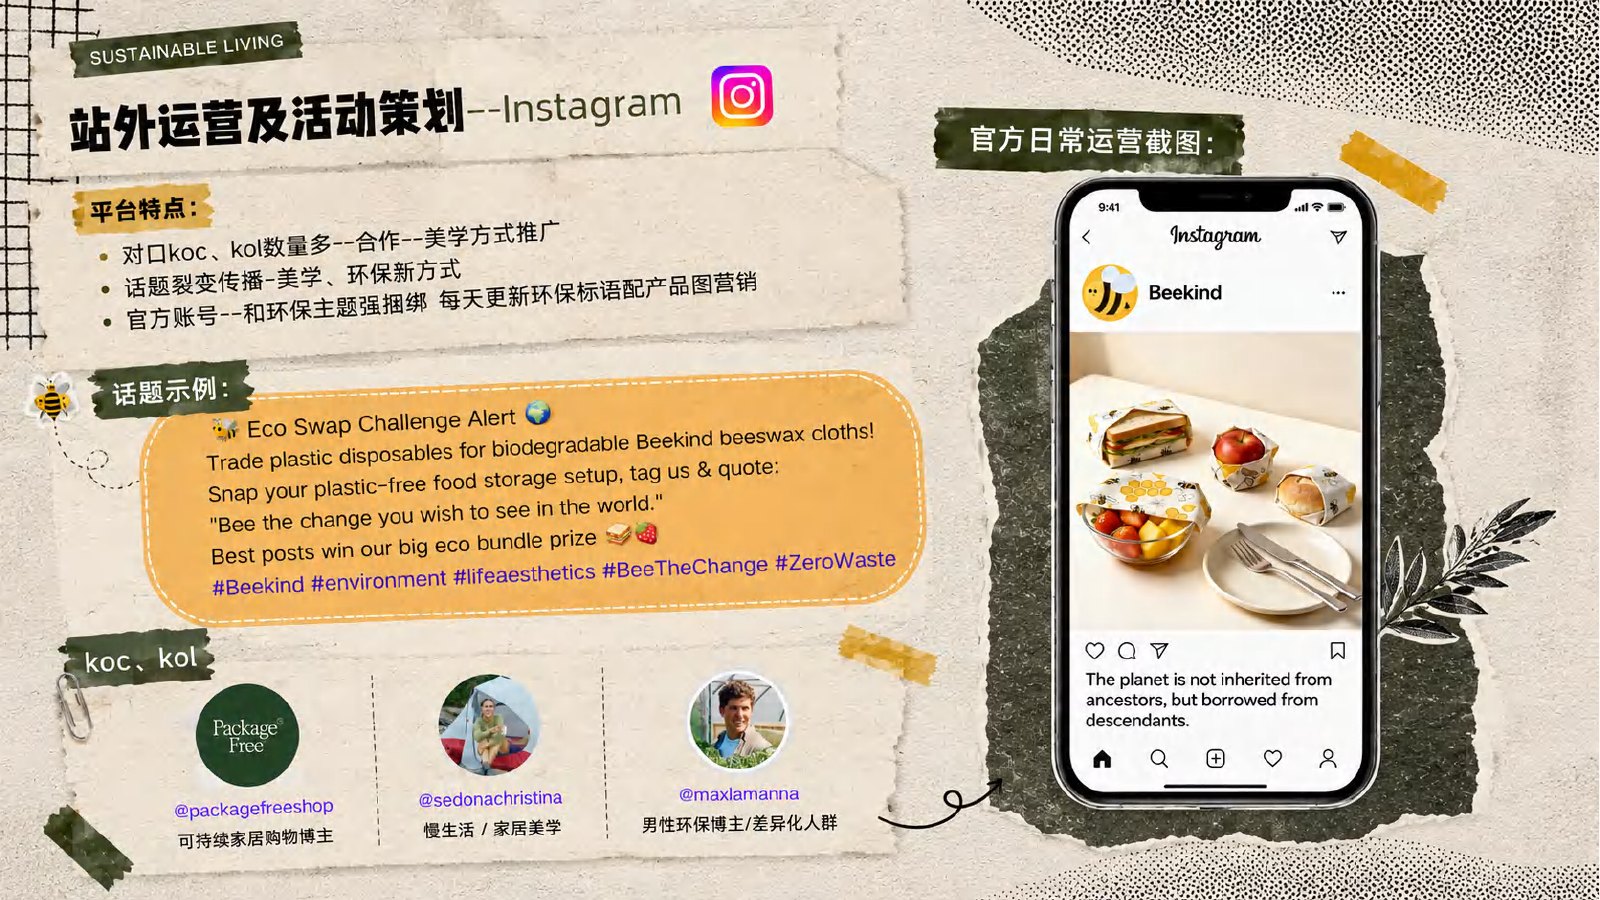 SUSTAINABLE LIVING
站外运营及活动策划--Instagram
平台特点：
对口koc、kol数量多--合作--美学方式推广
话题裂变传播-美学、环保新方式
官方账号--和环保主题强捆绑 每天更新环保标语配产品图营销
话题示例：
🐝 Eco Swap Challenge Alert 🌍
Trade plastic disposables for biodegradable Beekind beeswax cloths!
Snap your plastic-free food storage setup, tag us & quote:
"Bee the change you wish to see in the world."
Best posts win our big eco bundle prize 🥪🍓
#Beekind #environment #lifeaesthetics #BeeTheChange #ZeroWaste
koc、kol
Package Free
@packagefreeshop
可持续家居购物博主
@sedonachristina
慢生活 / 家居美学
@maxlamanna
男性环保博主/差异化人群
官方日常运营截图：
9:41
Instagram
Beekind
The planet is not inherited from
ancestors, but borrowed from
descendants.